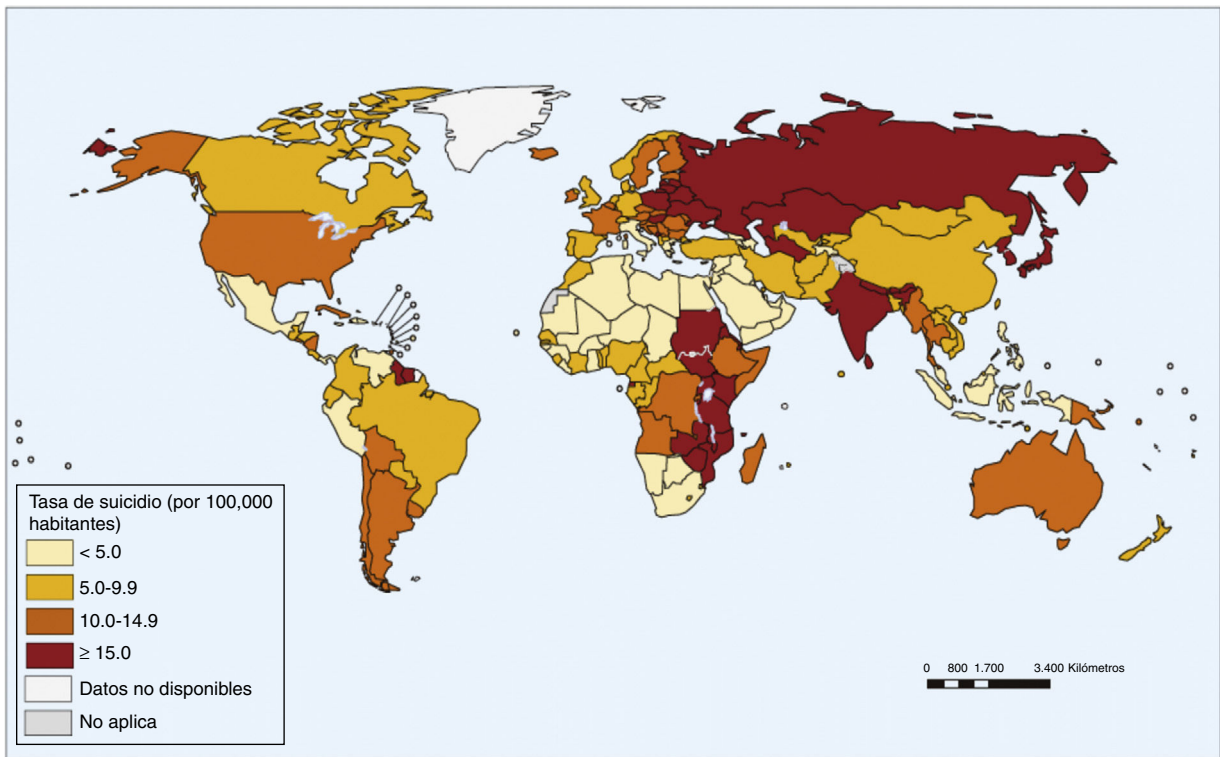 Tasa de suicidio (por 100,000
habitantes)
< 5.0
5.0-9.9
10.0-14.9
≥ 15.0
Datos no disponibles
No aplica
0 800 1.700 3.400 Kilómetros